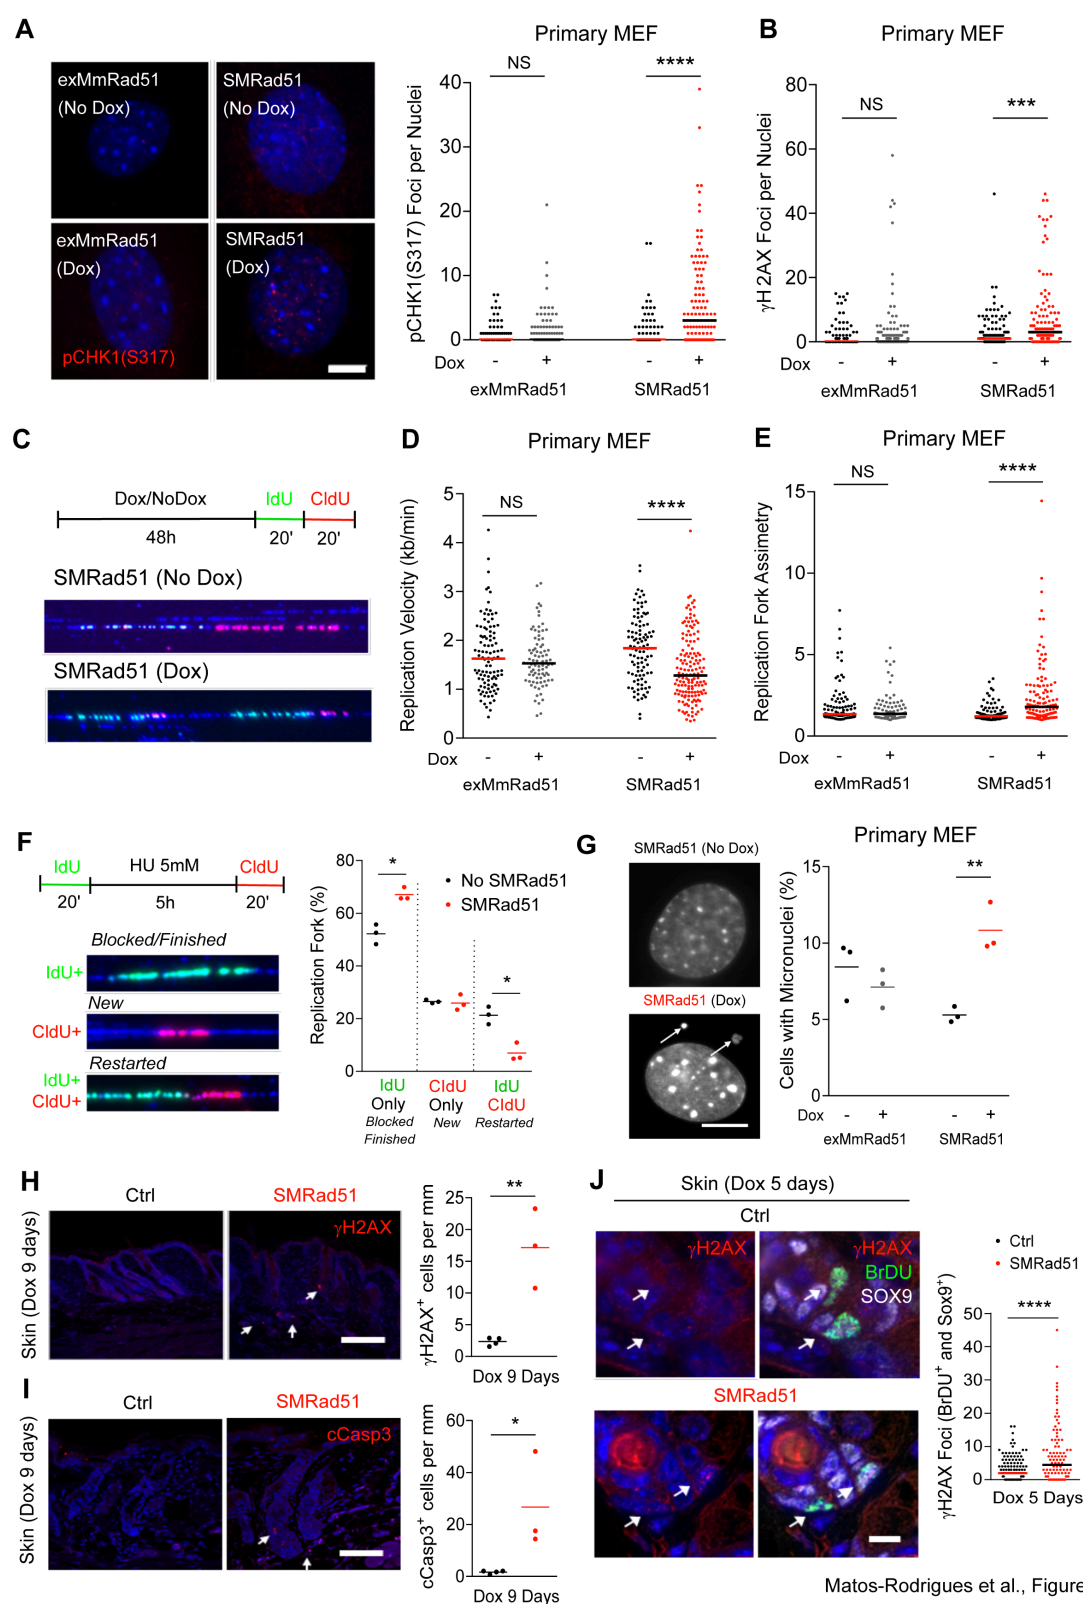 A
Primary MEF
exMmRad51
(No Dox)
SMRad51
(No Dox)
exMmRad51
(Dox)
SMRad51
(Dox)
pCHK1(S317)
pCHK1(S317) Foci per Nuclei
40
30
20
10
0
NS
****
Dox
-
+
-
+
exMmRad51
SMRad51
B
Primary MEF
γH2AX Foci per Nuclei
80
60
40
20
0
NS
***
Dox
-
+
-
+
exMmRad51
SMRad51
C
Dox/NoDox
IdU
CldU
48h
20'
20'
SMRad51 (No Dox)
SMRad51 (Dox)
D
Primary MEF
Replication Velocity (kb/min)
5
4
3
2
1
0
NS
****
Dox
-
+
-
+
exMmRad51
SMRad51
E
Primary MEF
Replication Fork Assimetry
15
10
5
0
NS
****
Dox
-
+
-
+
exMmRad51
SMRad51
F
IdU
HU 5mM
CldU
20'
5h
20'
Blocked/Finished
IdU+
New
CldU+
Restarted
IdU+
CldU+
Replication Fork (%)
80
60
40
20
0
*
*
No SMRad51
SMRad51
IdU
Only
Blocked
Finished
CldU
Only
New
IdU
CldU
Restarted
G
SMRad51 (No Dox)
SMRad51 (Dox)
Primary MEF
Cells with Micronuclei (%)
15
10
5
0
**
Dox
-
+
-
+
exMmRad51
SMRad51
H
Ctrl
SMRad51
Skin (Dox 9 days)
γH2AX
γH2AX+ cells per mm
25
20
15
10
5
0
**
Dox 9 Days
I
Ctrl
SMRad51
Skin (Dox 9 days)
cCasp3
cCasp3+ cells per mm
60
40
20
0
*
Dox 9 Days
J
Skin (Dox 5 days)
Ctrl
γH2AX
γH2AX
BrDU
SOX9
SMRad51
Ctrl
SMRad51
γH2AX Foci (BrDU+ and Sox9+)
50
40
30
20
10
0
****
Dox 5 Days
Matos-Rodrigues et al., Figure